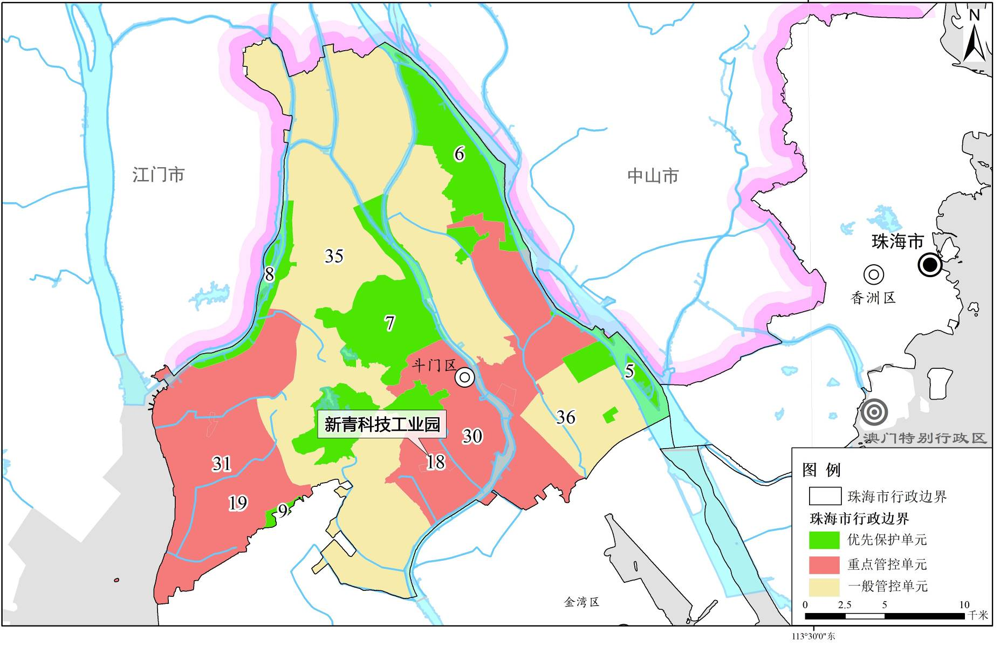 N
6
江门市
中山市
珠海市
35
8
香洲区
7
斗门区
5
36
新青科技工业园
30
澳门特别行政区
18
31
19
9
金湾区
图 例
珠海市行政边界
珠海市行政边界
优先保护单元
重点管控单元
一般管控单元
0 2.5 5 10
千米
113°30'0"东